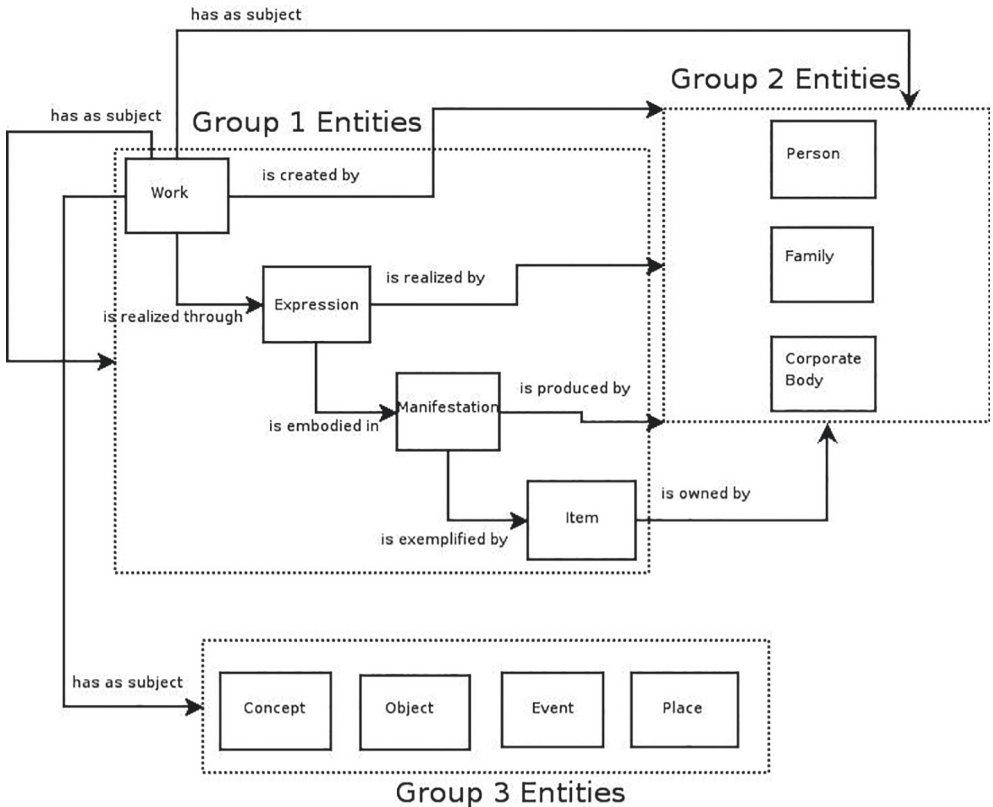 has as subject
Group 2 Entities
has as subject
Group 1 Entities
Person
is created by
Work
Family
is realized by
Expression
is realized through
Corporate
Body
is produced by
Manifestation
is embodied in
is owned by
Item
is exemplified by
has as subject
Concept
Object
Event
Place
Group 3 Entities